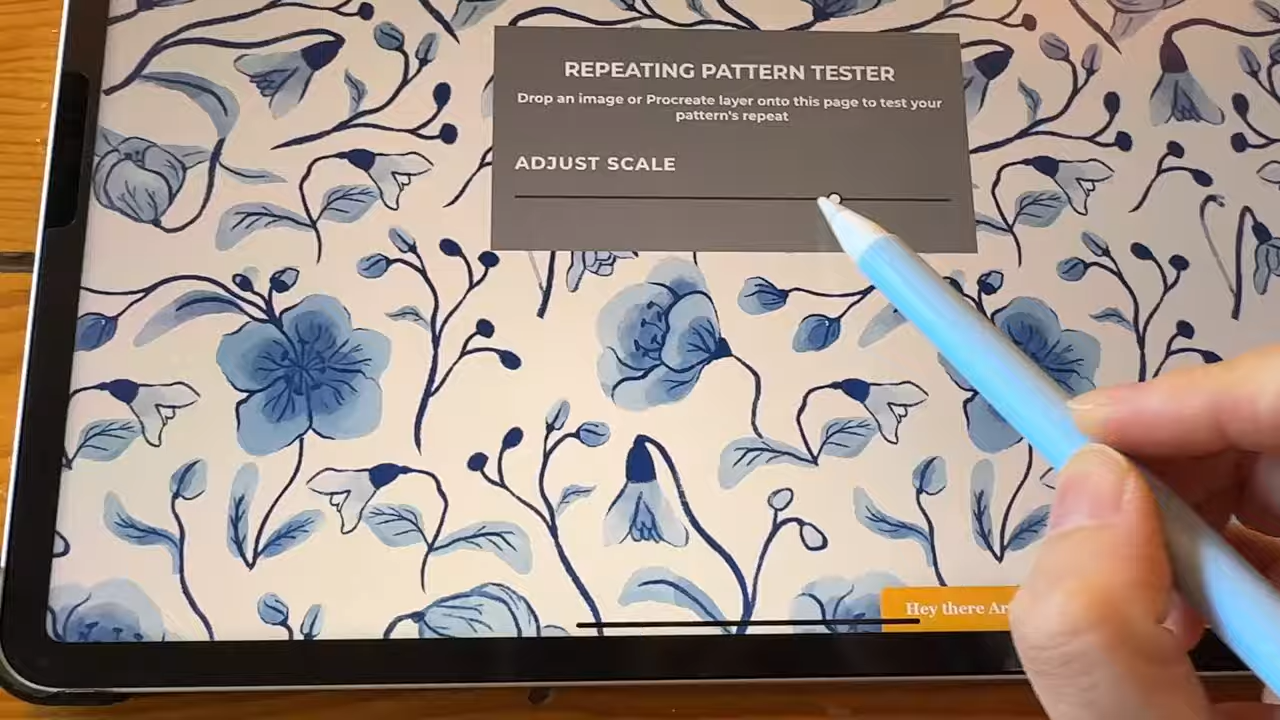 REPEATING PATTERN TESTER
Drop an image or Procreate layer onto this page to test your
pattern's repeat
ADJUST SCALE
Hey there